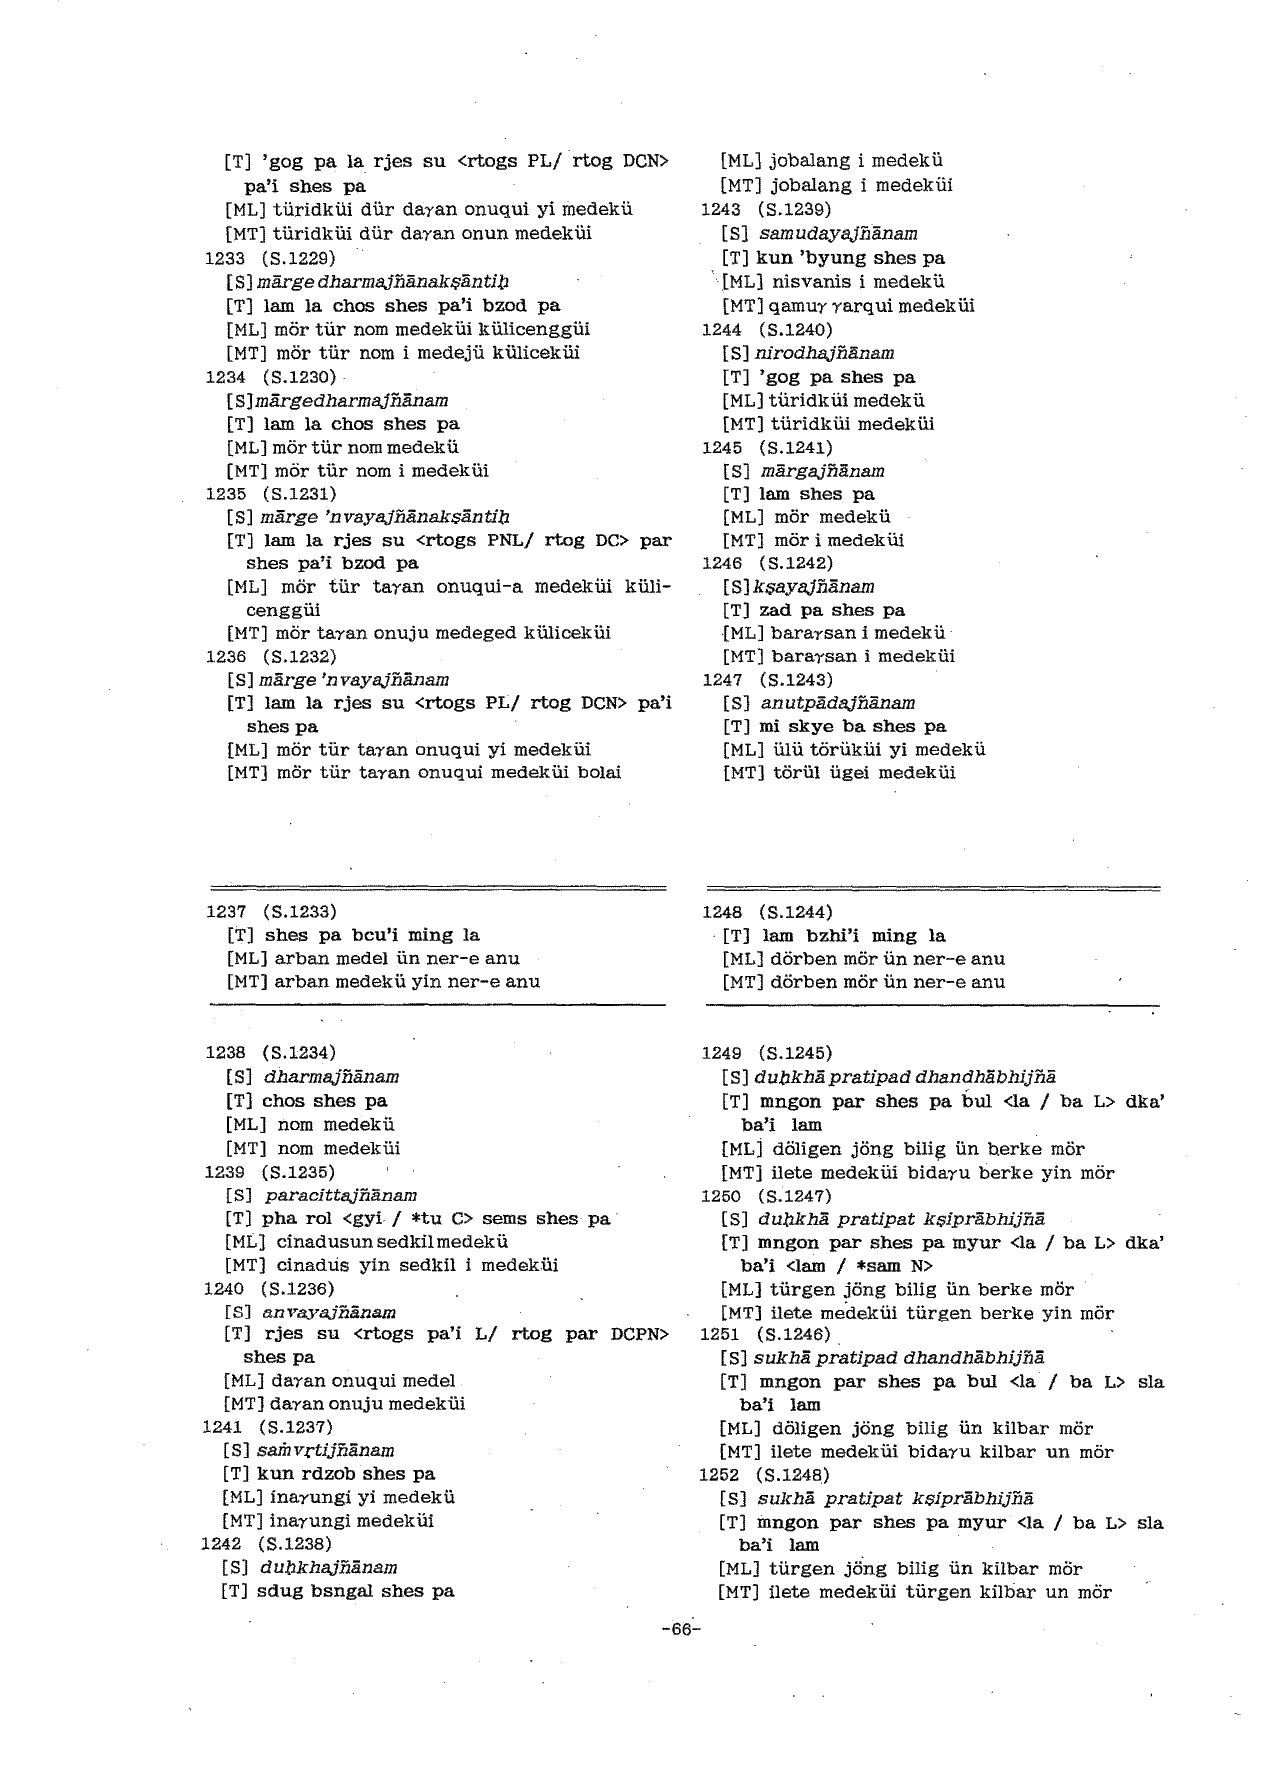 [T] ’gog pa la rjes su <rtogs PL/ rtog DCN>
pa’i shes pa
[ML] türidküi dür daγan onuqui yi medekü
[MT] türidküi dür daγan onun medeküi
1233 (S.1229)
[S] mārge dharmajñānakṣāntiḥ
[T] lam la chos shes pa’i bzod pa
[ML] mör tür nom medeküi külicenggüi
[MT] mör tür nom i medejü küliceküi
1234 (S.1230)
[S]mārgedharmajñānam
[T] lam la chos shes pa
[ML] mör tür nom medekü
[MT] mör tür nom i medeküi
1235 (S.1231)
[S] mārge ’nvayajñānakṣāntiḥ
[T] lam la rjes su <rtogs PNL/ rtog DC> par
shes pa’i bzod pa
[ML] mör tür taγan onuqui-a medeküi küli-
cenggüi
[MT] mör taγan onuju medeged küliceküi
1236 (S.1232)
[S] mārge ’nvayajñānam
[T] lam la rjes su <rtogs PL/ rtog DCN> pa’i
shes pa
[ML] mör tür taγan onuqui yi medeküi
[MT] mör tür taγan onuqui medeküi bolai
1237 (S.1233)
[T] shes pa bcu’i ming la
[ML] arban medel ün ner-e anu
[MT] arban medekü yin ner-e anu
1238 (S.1234)
[S] dharmajñānam
[T] chos shes pa
[ML] nom medekü
[MT] nom medeküi
1239 (S.1235)
[S] paracittajñānam
[T] pha rol <gyi / *tu C> sems shes pa
[ML] cinadusun sedkil medekü
[MT] cinadus yin sedkil i medeküi
1240 (S.1236)
[S] anvayajñānam
[T] rjes su <rtogs pa’i L/ rtog par DCPN>
shes pa
[ML] daγan onuqui medel
[MT] daγan onuju medeküi
1241 (S.1237)
[S] saṁvṛtijñānam
[T] kun rdzob shes pa
[ML] inaγungi yi medekü
[MT] inaγungi medeküi
1242 (S.1238)
[S] duḥkhajñānam
[T] sdug bsngal shes pa
[ML] jobalang i medekü
[MT] jobalang i medeküi
1243 (S.1239)
[S] samudayajñānam
[T] kun ’byung shes pa
[ML] nisvanis i medekü
[MT] qamuγ γarqui medeküi
1244 (S.1240)
[S] nirodhajñānam
[T] ’gog pa shes pa
[ML] türidküi medekü
[MT] türidküi medeküi
1245 (S.1241)
[S] mārgajñānam
[T] lam shes pa
[ML] mör medekü
[MT] mör i medeküi
1246 (S.1242)
[S] kṣayajñānam
[T] zad pa shes pa
[ML] baraγsan i medekü
[MT] baraγsan i medeküi
1247 (S.1243)
[S] anutpādajñānam
[T] mi skye ba shes pa
[ML] ülü törüküi yi medekü
[MT] törül ügei medeküi
1248 (S.1244)
[T] lam bzhi’i ming la
[ML] dörben mör ün ner-e anu
[MT] dörben mör ün ner-e anu
1249 (S.1245)
[S] duḥkhā pratipad dhandhābhijñā
[T] mngon par shes pa bul <la / ba L> dka’
ba’i lam
[ML] döligen jöng bilig ün berke mör
[MT] ilete medeküi bidaγu berke yin mör
1250 (S.1247)
[S] duḥkhā pratipat kṣiprābhijñā
[T] mngon par shes pa myur <la / ba L> dka’
ba’i <lam / *sam N>
[ML] türgen jöng bilig ün berke mör
[MT] ilete medeküi türgen berke yin mör
1251 (S.1246)
[S] sukhā pratipad dhandhābhijñā
[T] mngon par shes pa bul <la / ba L> sla
ba’i lam
[ML] döligen jöng bilig ün kilbar mör
[MT] ilete medeküi bidaγu kilbar un mör
1252 (S.1248)
[S] sukhā pratipat kṣiprābhijñā
[T] mngon par shes pa myur <la / ba L> sla
ba’i lam
[ML] türgen jöng bilig ün kilbar mör
[MT] ilete medeküi türgen kilbar un mör
-66-